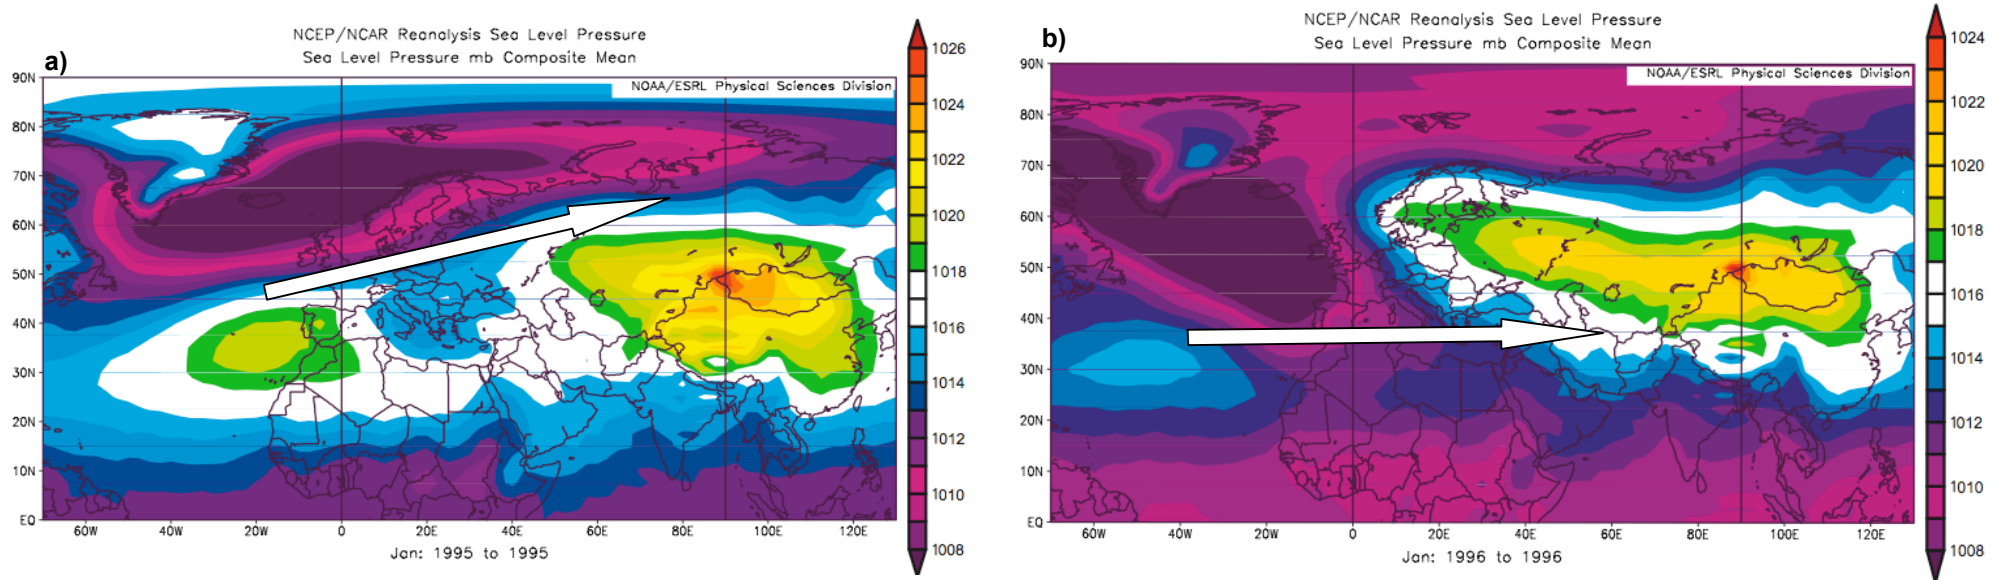 a)
NCEP/NCAR Reanalysis Sea Level Pressure
Sea Level Pressure mb Composite Mean
NOAA/ESRL Physical Sciences Division
90N
80N
70N
60N
50N
40N
30N
20N
10N
EQ
60W 40W 20W 0 20E 40E 60E 80E 100E 120E
Jan: 1995 to 1995
1026
1024
1022
1020
1018
1016
1014
1012
1010
1008
b)
NCEP/NCAR Reanalysis Sea Level Pressure
Sea Level Pressure mb Composite Mean
NOAA/ESRL Physical Sciences Division
90N
80N
70N
60N
50N
40N
30N
20N
10N
EQ
60W 40W 20W 0 20E 40E 60E 80E 100E 120E
Jan: 1996 to 1996
1024
1022
1020
1018
1016
1014
1012
1010
1008